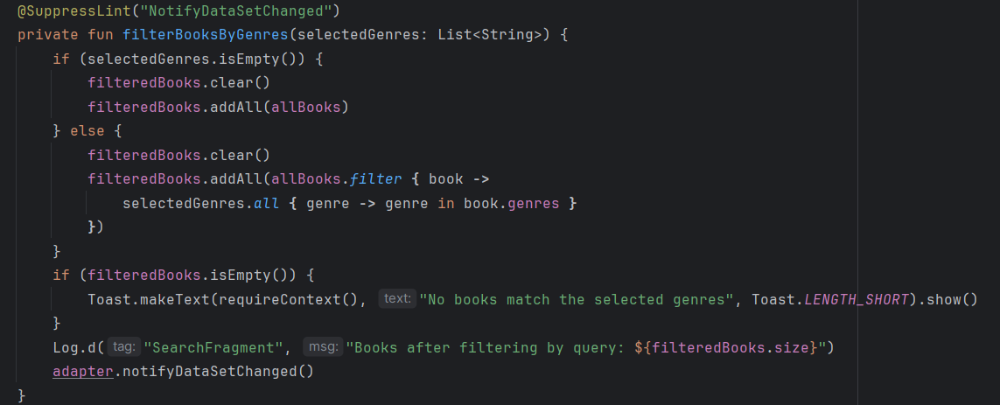 @SuppressLint("NotifyDataSetChanged")
private fun filterBooksByGenres(selectedGenres: List<String>) {
    if (selectedGenres.isEmpty()) {
        filteredBooks.clear()
        filteredBooks.addAll(allBooks)
    } else {
        filteredBooks.clear()
        filteredBooks.addAll(allBooks.filter { book ->
            selectedGenres.all { genre -> genre in book.genres }
        })
    }
    if (filteredBooks.isEmpty()) {
        Toast.makeText(requireContext(), text: "No books match the selected genres", Toast.LENGTH_SHORT).show()
    }
    Log.d( tag: "SearchFragment", msg: "Books after filtering by query: ${filteredBooks.size}")
    adapter.notifyDataSetChanged()
}